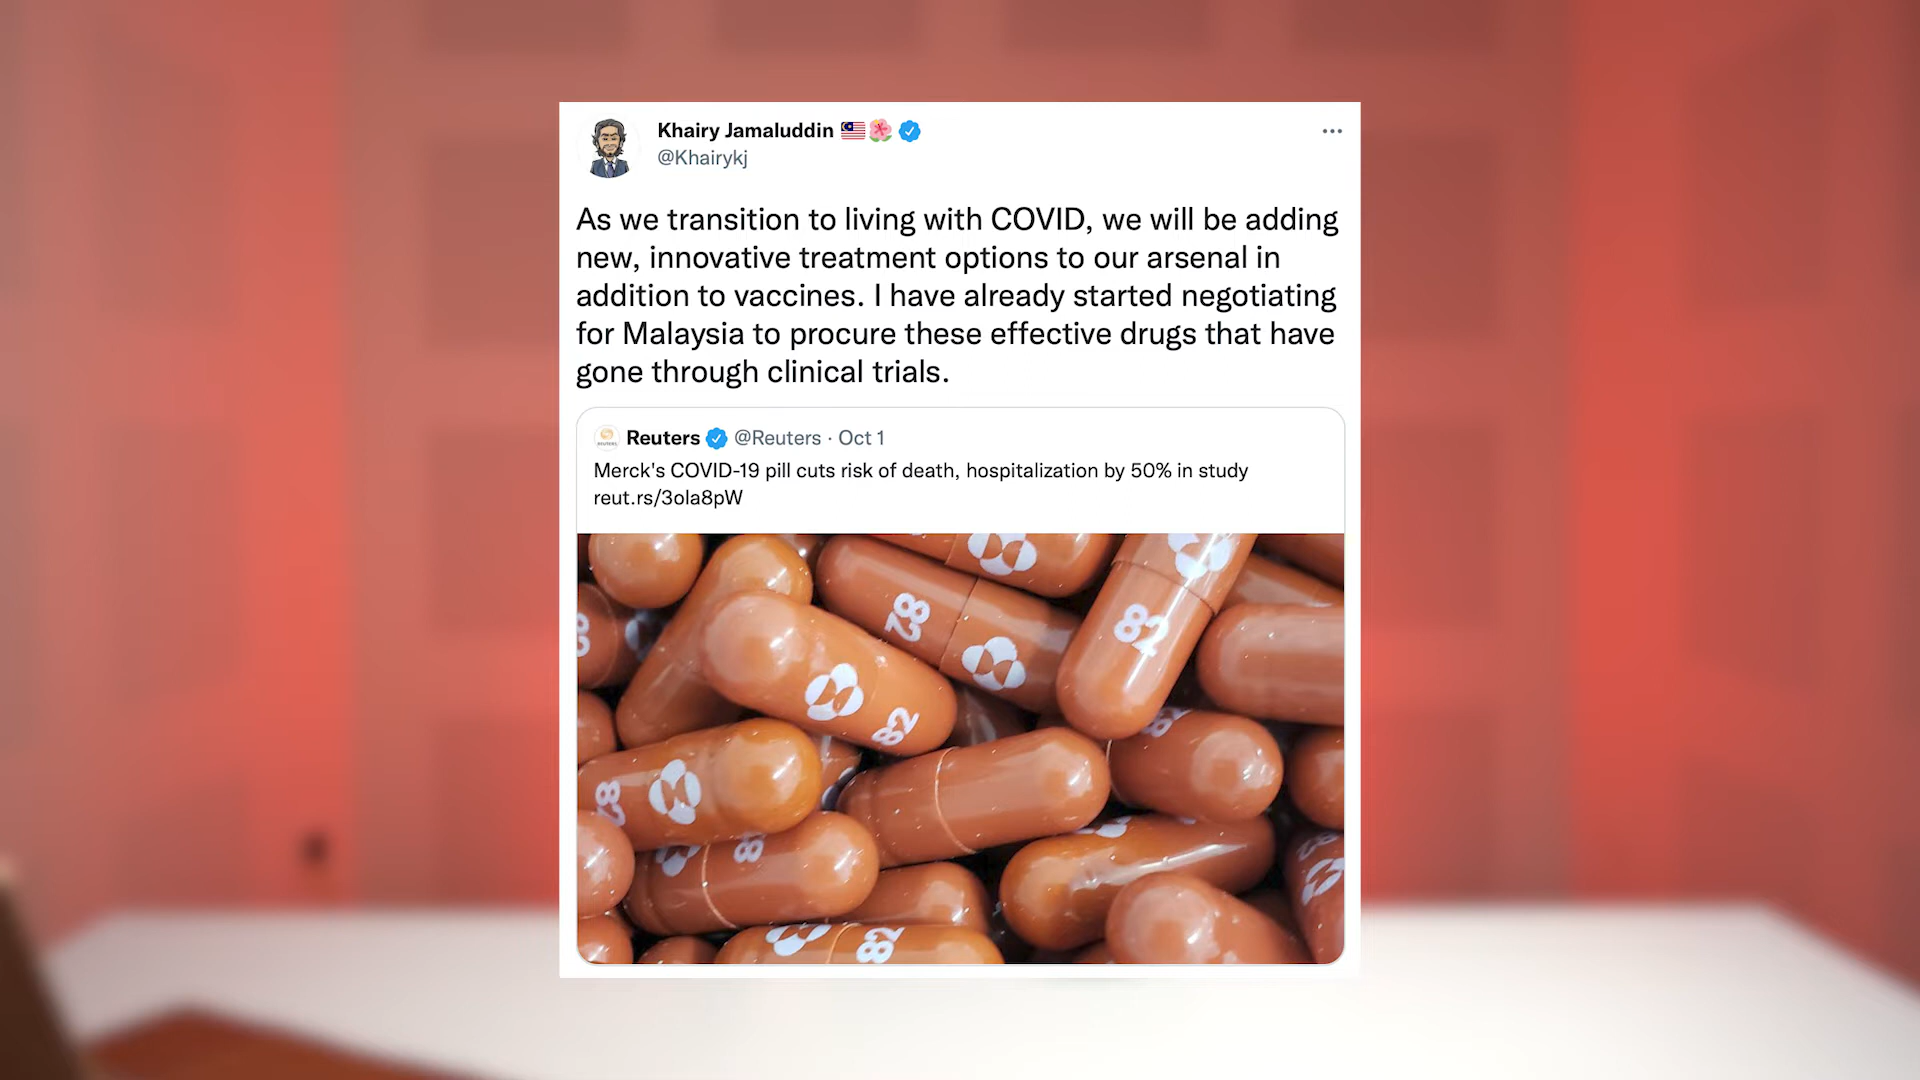 Khairy Jamaluddin 🇲🇾🌺
@Khairykj
As we transition to living with COVID, we will be adding
new, innovative treatment options to our arsenal in
addition to vaccines. I have already started negotiating
for Malaysia to procure these effective drugs that have
gone through clinical trials.
Reuters @Reuters · Oct 1
Merck's COVID-19 pill cuts risk of death, hospitalization by 50% in study
reut.rs/3ola8pW
82
82
82
82
82
82
82
82